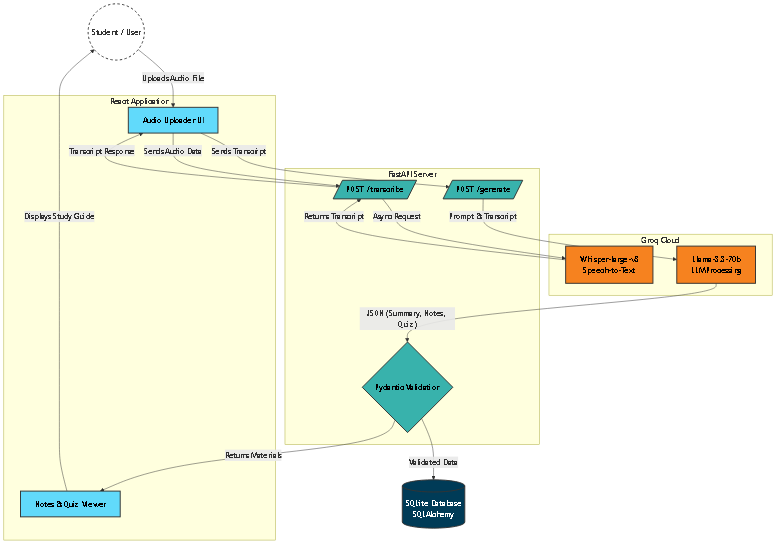 Student / User
Uploads Audio File
React Application
Audio Uploader UI
Transcript Response
Sends Audio Data
Sends Transcript
FastAPI Server
POST /transcribe
POST /generate
Displays Study Guide
Returns Transcript
Async Request
Prompt & Transcript
Groq Cloud
Whisper-large-v3
Speech-to-Text
Llama-3.3-70b
LLM Processing
JSON (Summary, Notes,
Quiz)
Pydantic Validation
Returns Materials
Validated Data
Notes & Quiz Viewer
SQLite Database
SQLAlchemy